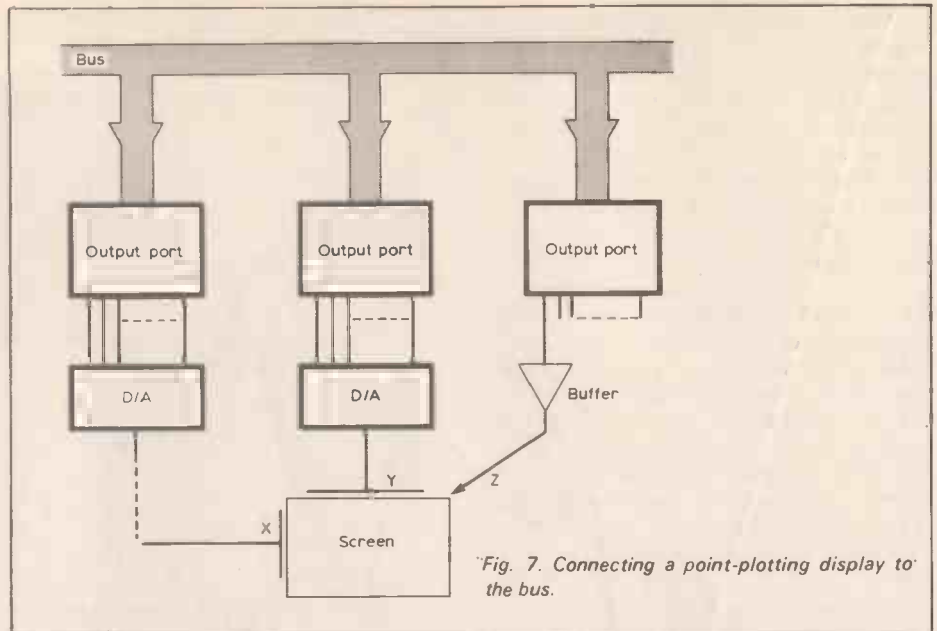 Bus
Output port
Output port
Output port
D/A
D/A
Buffer
Z
Y
X
Screen
Fig. 7. Connecting a point-plotting display to
the bus.